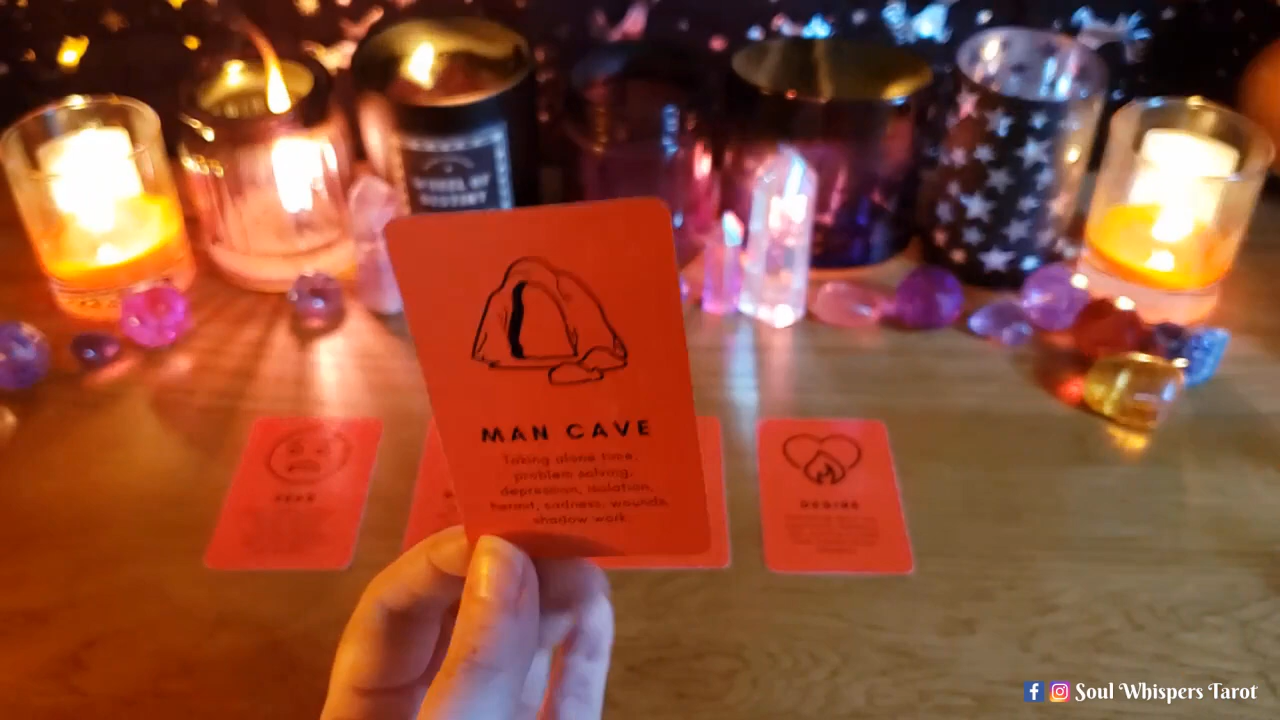 WHEEL OF
DESTINY
MAN CAVE
Taking alone time,
problem solving,
depression, isolation,
hermit, sadness, wounds,
shadow work.
FEAR
DESIRE
Soul Whispers Tarot